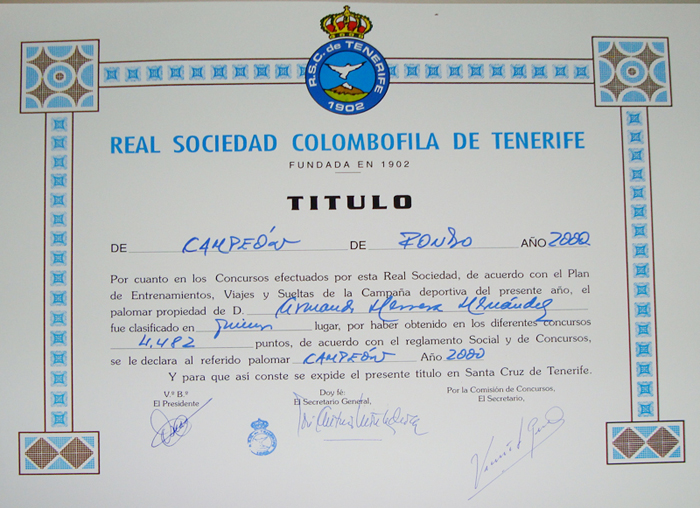 R.S.C. de TENERIFE
1902
REAL SOCIEDAD COLOMBOFILA DE TENERIFE
FUNDADA EN 1902
TITULO
DE CAMPEÓN DE FONDO AÑO 2000
Por cuanto en los Concursos efectuados por esta Real Sociedad, de acuerdo con el Plan
de Entrenamientos, Viajes y Sueltas de la Campaña deportiva del presente año, el
palomar propiedad de D. Armando Herrera Hernández
fue clasificado en primer lugar, por haber obtenido en los diferentes concursos
4,482 puntos, de acuerdo con el reglamento Social y de Concursos,
se le declara al referido palomar CAMPEÓN Año 2000
Y para que así conste se expide el presente titulo en Santa Cruz de Tenerife.
V.º B.º Doy fé: Por la Comisión de Concursos,
El Presidente El Secretario General, El Secretario,